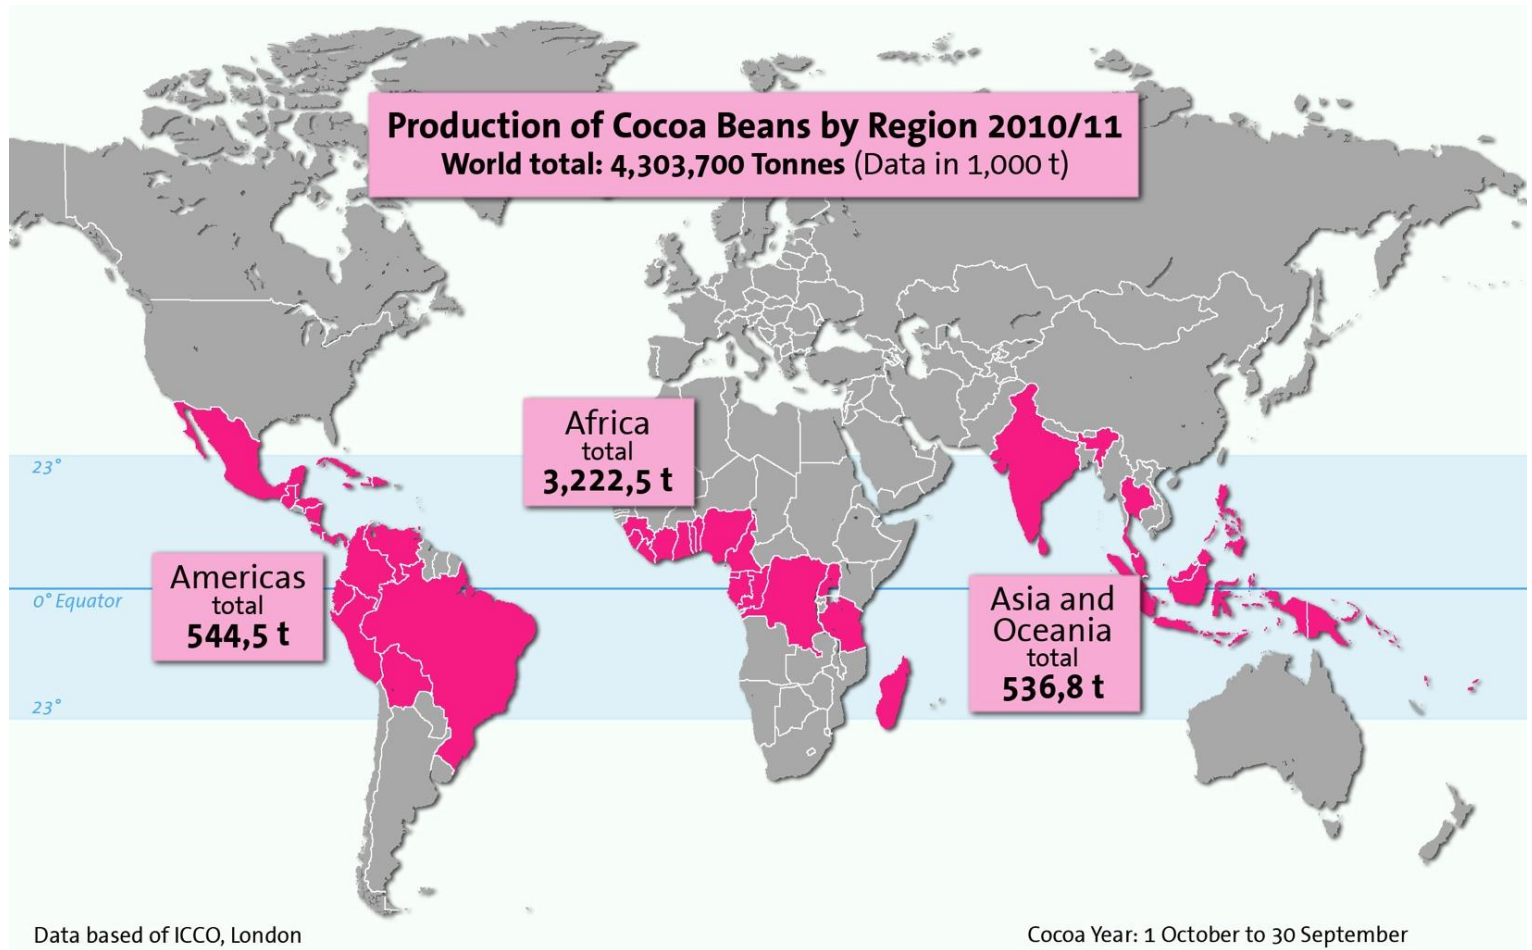 Production of Cocoa Beans by Region 2010/11
World total: 4,303,700 Tonnes (Data in 1,000 t)
Africa
total
3,222,5 t
23°
Americas
total
544,5 t
0° Equator
Asia and
Oceania
total
536,8 t
23°
Data based of ICCO, London
Cocoa Year: 1 October to 30 September